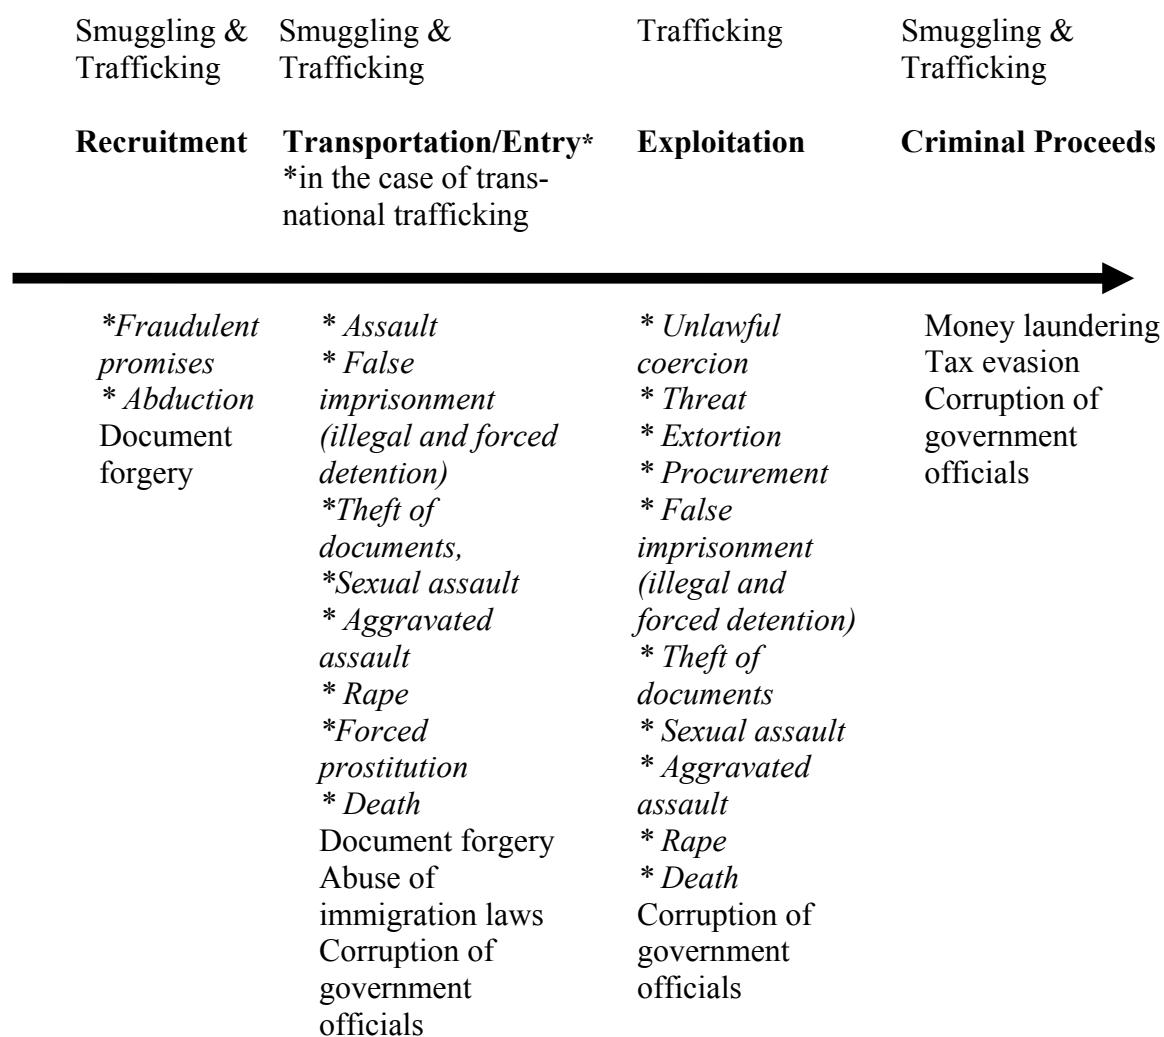 Smuggling &
Trafficking
Smuggling &
Trafficking
Trafficking
Smuggling &
Trafficking
Recruitment
Transportation/Entry*
*in the case of trans-
national trafficking
Exploitation
Criminal Proceeds
*Fraudulent
promises
* Abduction
Document
forgery
* Assault
* False
imprisonment
(illegal and forced
detention)
*Theft of
documents,
*Sexual assault
* Aggravated
assault
* Rape
*Forced
prostitution
* Death
Document forgery
Abuse of
immigration laws
Corruption of
government
officials
* Unlawful
coercion
* Threat
* Extortion
* Procurement
* False
imprisonment
(illegal and
forced detention)
* Theft of
documents
* Sexual assault
* Aggravated
assault
* Rape
* Death
Corruption of
government
officials
Money laundering
Tax evasion
Corruption of
government
officials